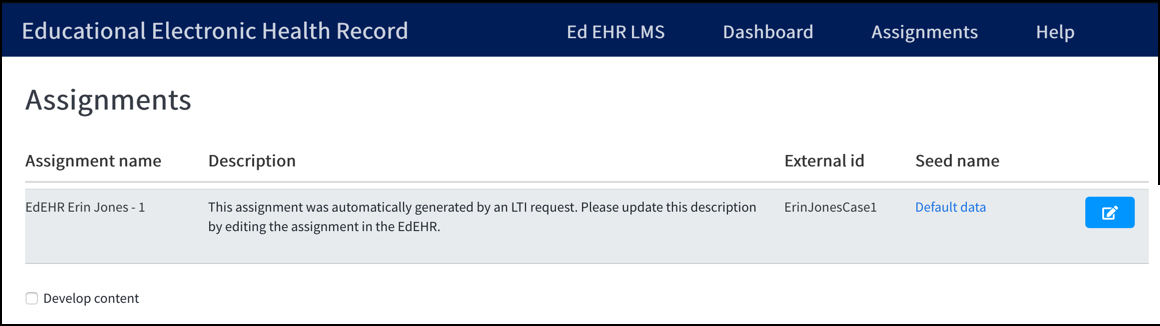 Educational Electronic Health Record Ed EHR LMS Dashboard Assignments Help
Assignments
Assignment name Description External id Seed name
EdEHR Erin Jones - 1 This assignment was automatically generated by an LTI request. Please update this description ErinJonesCase1 Default data
by editing the assignment in the EdEHR.
Develop content